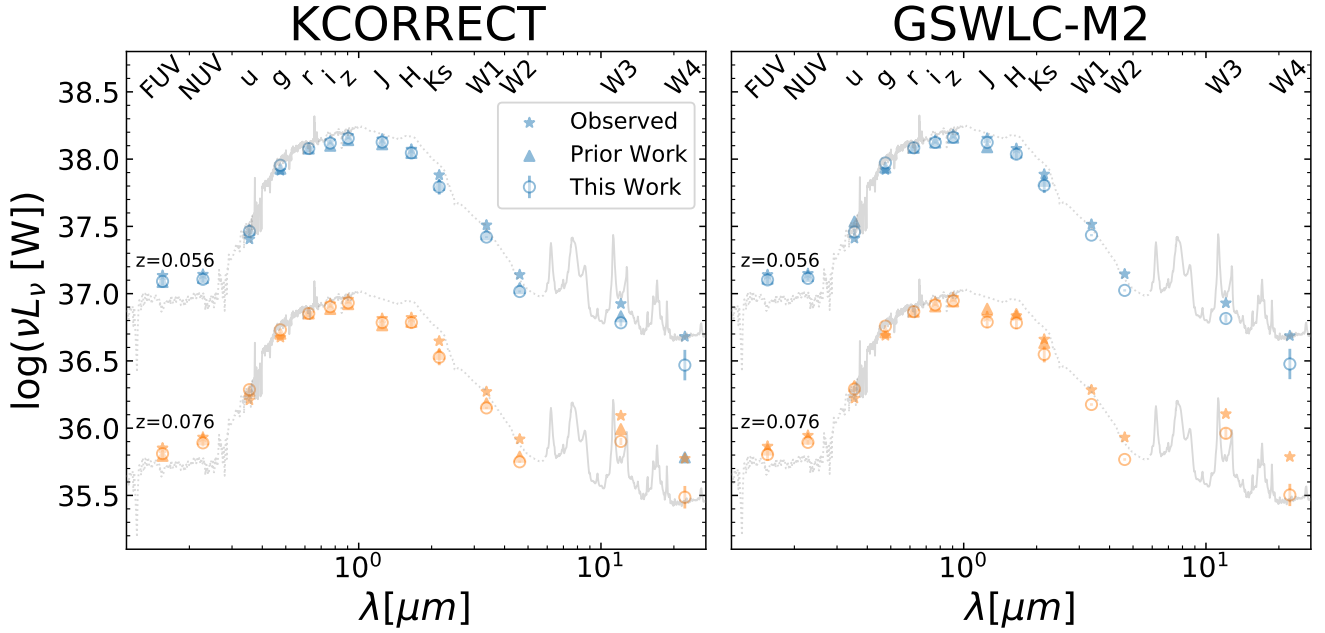 KCORRECT
GSWLC-M2
FUV NUV u g r i z J H Ks W1 W2 W3 W4
FUV NUV u g r i z J H Ks W1 W2 W3 W4
Observed
Prior Work
This Work
z=0.056
z=0.076
z=0.056
z=0.076
38.5
38.0
37.5
37.0
36.5
36.0
35.5
log(νL_ν [W])
10⁰ 10¹
10⁰ 10¹
λ[μm]
λ[μm]